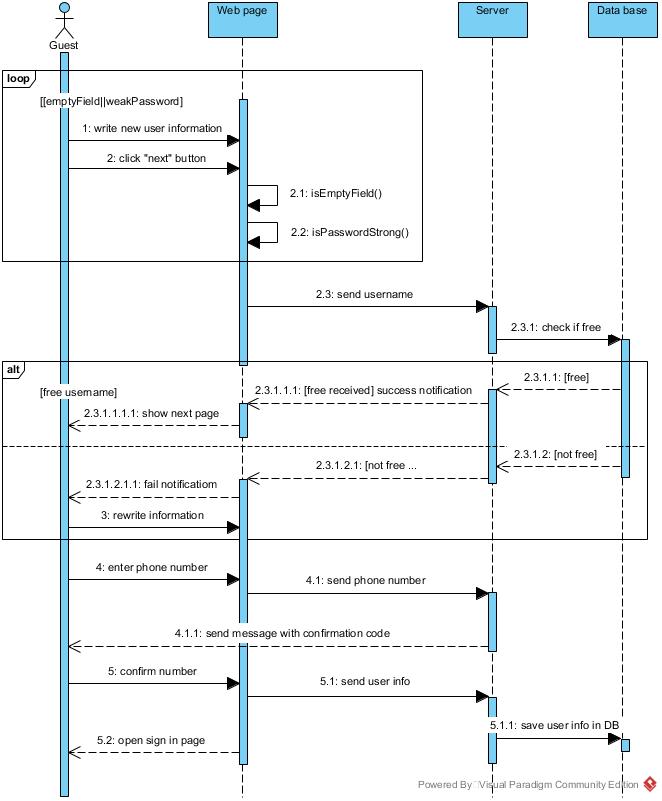 Web page
Server
Data base
Guest
loop
[[emptyField||weakPassword]
1: write new user information
2: click "next" button
2.1: isEmptyField()
2.2: isPasswordStrong()
2.3: send username
2.3.1: check if free
alt
[free username]
2.3.1.1: [free]
2.3.1.1.1: [free received] success notification
2.3.1.1.1.1: show next page
2.3.1.2: [not free]
2.3.1.2.1: [not free ...
2.3.1.2.1.1: fail notificatiom
3: rewrite information
4: enter phone number
4.1: send phone number
4.1.1: send message with confirmation code
5: confirm number
5.1: send user info
5.1.1: save user info in DB
5.2: open sign in page
Powered By Visual Paradigm Community Edition